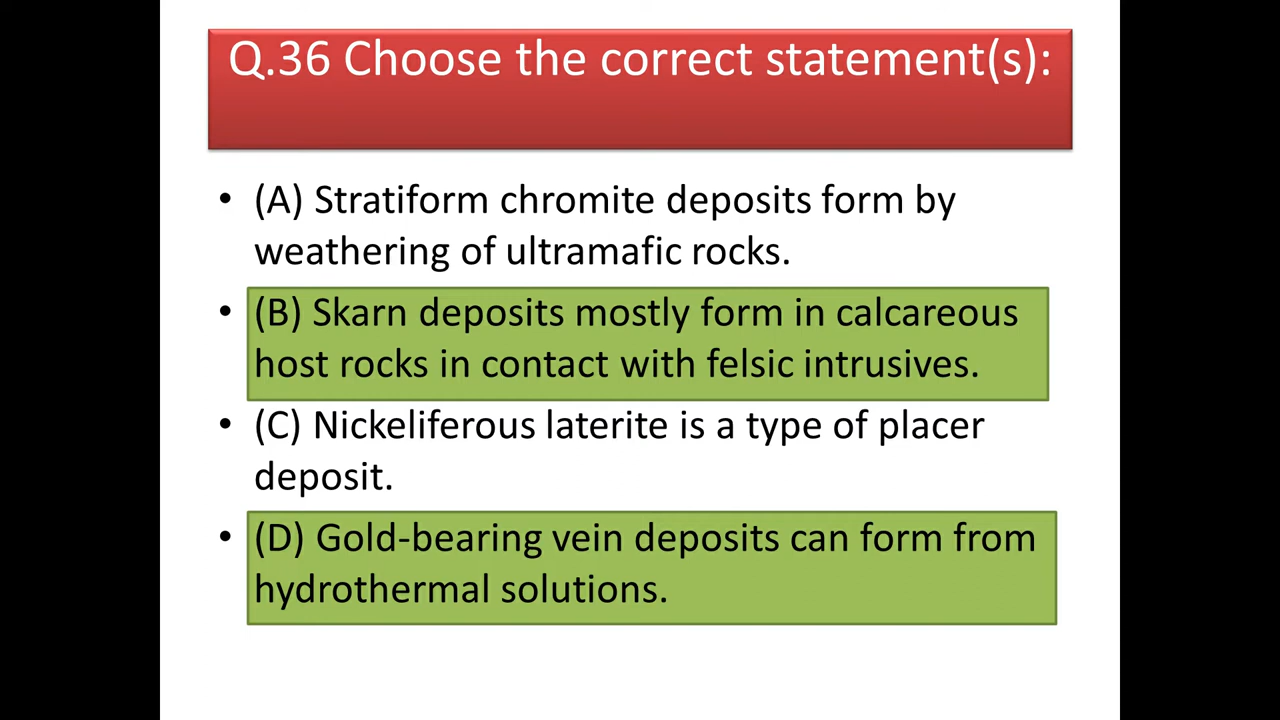 Q.36 Choose the correct statement(s):
• (A) Stratiform chromite deposits form by
weathering of ultramafic rocks.
• (B) Skarn deposits mostly form in calcareous
host rocks in contact with felsic intrusives.
• (C) Nickeliferous laterite is a type of placer
deposit.
• (D) Gold-bearing vein deposits can form from
hydrothermal solutions.